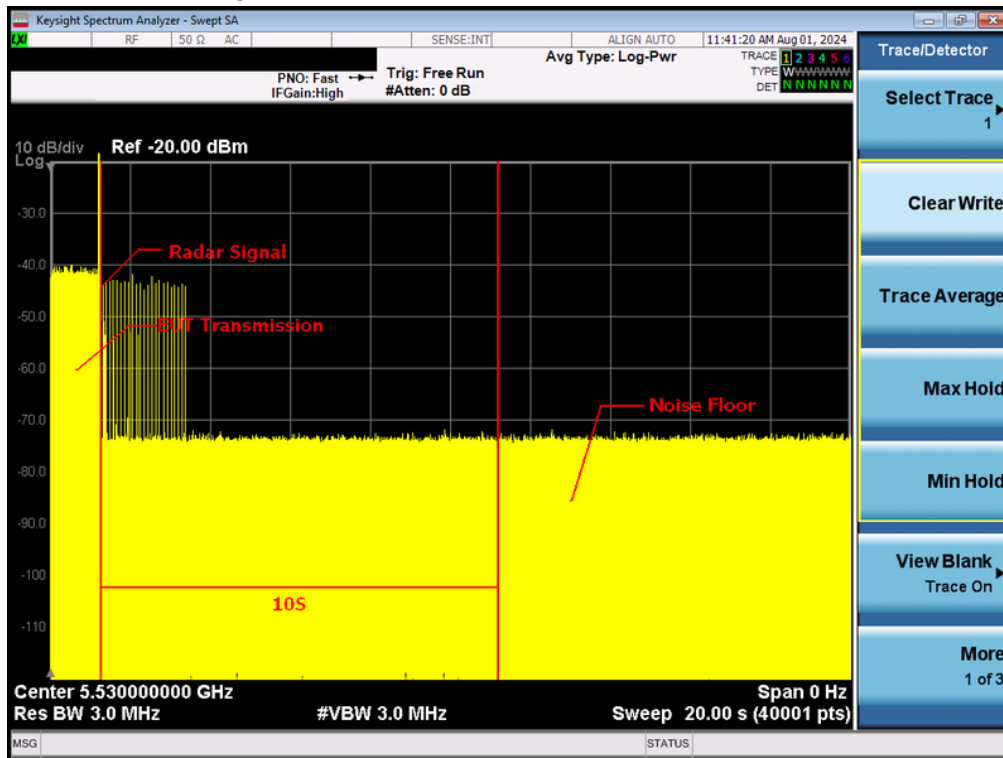 Keysight Spectrum Analyzer - Swept SA
LXI RF 50 Ω AC SENSE:INT ALIGN AUTO 11:41:20 AM Aug 01, 2024
PNO: Fast Trig: Free Run Avg Type: Log-Pwr TRACE 1 2 3 4 5 6
IFGain:High #Atten: 0 dB TYPE WWWWWW
DET N N N N N N
10 dB/div Ref -20.00 dBm
Log
-30.0
-40.0
-50.0
-60.0
-70.0
-80.0
-90.0
-100
-110
Radar Signal
EUT Transmission
Noise Floor
10S
Center 5.530000000 GHz Span 0 Hz
Res BW 3.0 MHz #VBW 3.0 MHz Sweep 20.00 s (40001 pts)
MSG STATUS
Trace/Detector
Select Trace
1
Clear Write
Trace Average
Max Hold
Min Hold
View Blank
Trace On
More
1 of 3